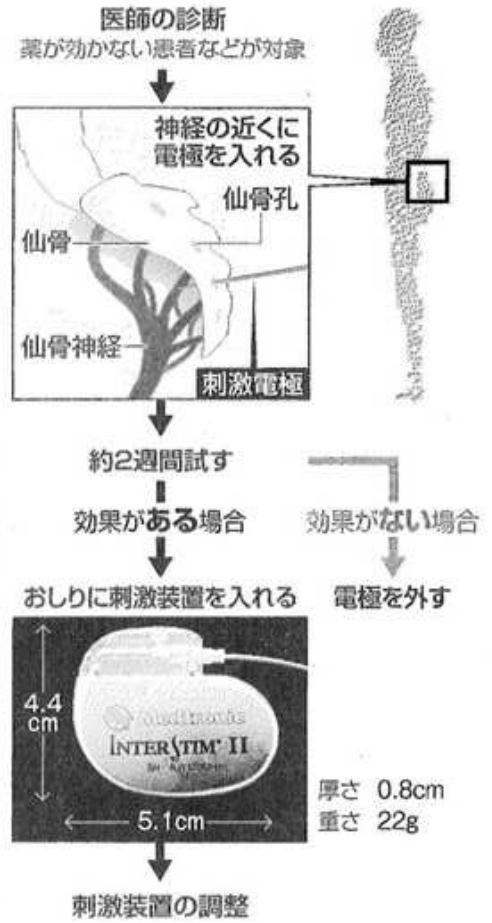 医師の診断
薬が効かない患者などが対象
神経の近くに
電極を入れる
仙骨孔
仙骨
仙骨神経
刺激電極
約2週間試す
効果がある場合
効果がない場合
おしりに刺激装置を入れる
電極を外す
4.4
cm
Medtronic
INTERSTIM® II
5.1cm
厚さ 0.8cm
重さ 22g
刺激装置の調整